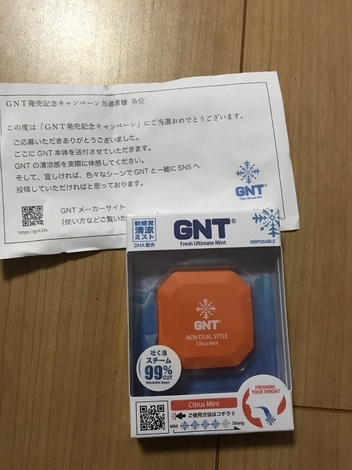 GNT発売記念キャンペーン当選者様 各位
この度は「GNT発売記念キャンペーン」にご当選おめでとうございます。
ご応募いただきありがとうございました。
ここにGNT本体を送付させていただきます。
GNTの清涼感を実際に体感してください。
そして、宜しければ、色々なシーンでGNTと一緒にSNSへ
投稿していただければと思っております。
GNT
Fresh Ultimate Mint
GNTメーカーサイト
(使い方などご覧いた
https://gnt.life
新感覚
清涼
ミスト
DHA配合
GNT®
Fresh Ultimate Mint
DISPOSABLE
GNT
NEW DUAL STYLE
Citrus Mint
吐く息
スチーム
99%
CUT
FRESHENS
YOUR THROAT
Citrus Mint
ご使用方法はコチラ!!
Mild
Strong